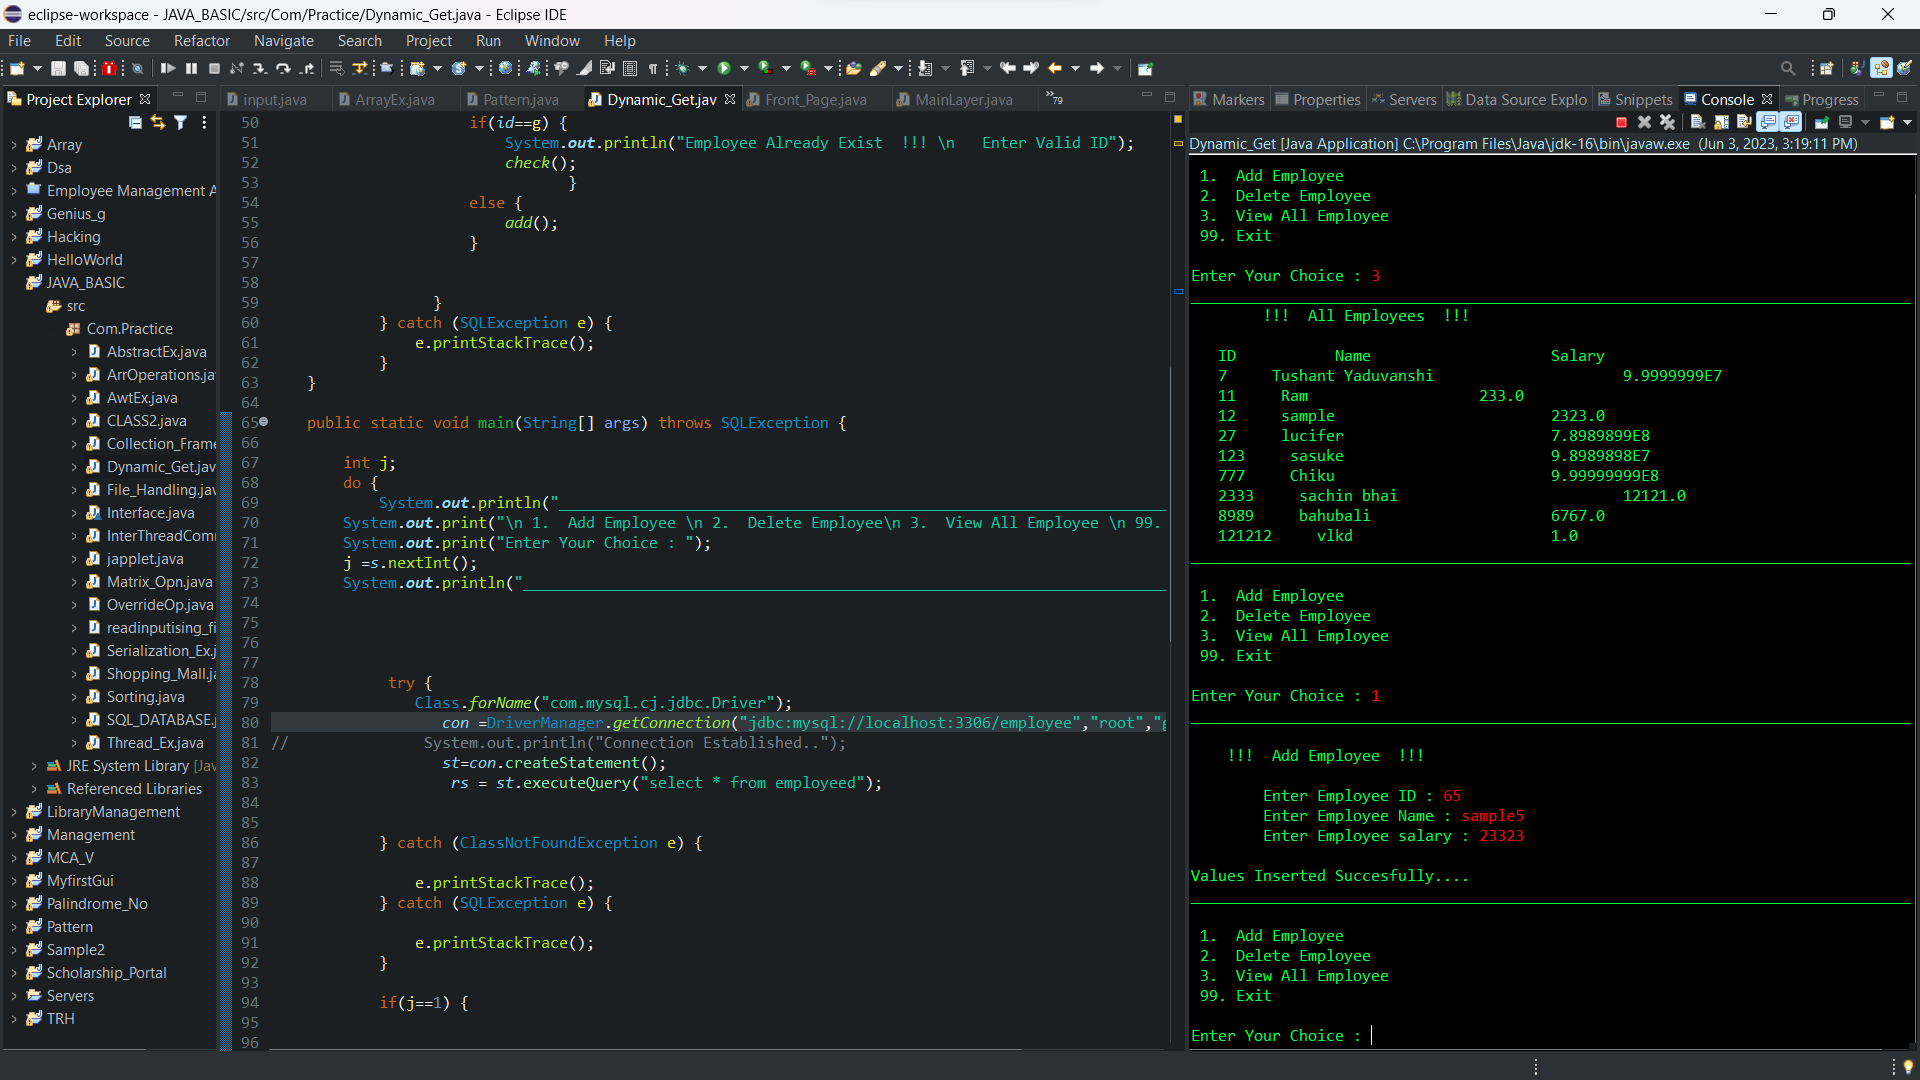 eclipse-workspace - JAVA_BASIC/src/Com/Practice/Dynamic_Get.java - Eclipse IDE
File Edit Source Refactor Navigate Search Project Run Window Help
Project Explorer
Array
Dsa
Employee Management A
Genius_g
Hacking
HelloWorld
JAVA_BASIC
src
Com.Practice
AbstractEx.java
ArrOperations.ja
AwtEx.java
CLASS2.java
Collection_Frame
Dynamic_Get.jav
File_Handling.jav
Interface.java
InterThreadCom
japplet.java
Matrix_Opn.java
OverrideOp.java
readinputising_fi
Serialization_Ex.j
Shopping_Mall.ja
Sorting.java
SQL_DATABASE.
Thread_Ex.java
JRE System Library [Jav
Referenced Libraries
LibraryManagement
Management
MCA_V
MyfirstGui
Palindrome_No
Pattern
Sample2
Scholarship_Portal
Servers
TRH
input.java ArrayEx.java Pattern.java Dynamic_Get.jav Front_Page.java MainLayer.java »79
50 if(id==g) {
51 System.out.println("Employee Already Exist  !!! \n   Enter Valid ID");
52 check();
53 }
54 else {
55 add();
56 }
57
58
59 }
60 } catch (SQLException e) {
61 e.printStackTrace();
62 }
63 }
64
65 public static void main(String[] args) throws SQLException {
66
67 int j;
68 do {
69 System.out.println("____________________
70 System.out.print("\n 1.  Add Employee \n 2.  Delete Employee\n 3.  View All Employee \n 99.
71 System.out.print("Enter Your Choice : ");
72 j =s.nextInt();
73 System.out.println("____________________
74
75
76
77
78 try {
79 Class.forName("com.mysql.cj.jdbc.Driver");
80 con =DriverManager.getConnection("jdbc:mysql://localhost:3306/employee","root","g
81 // System.out.println("Connection Established..");
82 st=con.createStatement();
83 rs = st.executeQuery("select * from employeed");
84
85
86 } catch (ClassNotFoundException e) {
87
88 e.printStackTrace();
89 } catch (SQLException e) {
90
91 e.printStackTrace();
92 }
93
94 if(j==1) {
95
96
Markers Properties Servers Data Source Explo Snippets Console Progress
Dynamic_Get [Java Application] C:\Program Files\Java\jdk-16\bin\javaw.exe (Jun 3, 2023, 3:19:11 PM)
1.  Add Employee
2.  Delete Employee
3.  View All Employee
99. Exit
Enter Your Choice : 3
!!!  All Employees  !!!
ID Name Salary
7 Tushant Yaduvanshi 9.9999999E7
11 Ram 233.0
12 sample 2323.0
27 lucifer 7.8989899E8
123 sasuke 9.8989898E7
777 Chiku 9.99999999E8
2333 sachin bhai 12121.0
8989 bahubali 6767.0
121212 vlkd 1.0
1.  Add Employee
2.  Delete Employee
3.  View All Employee
99. Exit
Enter Your Choice : 1
!!!  Add Employee  !!!
Enter Employee ID : 65
Enter Employee Name : sample5
Enter Employee salary : 23323
Values Inserted Succesfully....
1.  Add Employee
2.  Delete Employee
3.  View All Employee
99. Exit
Enter Your Choice :